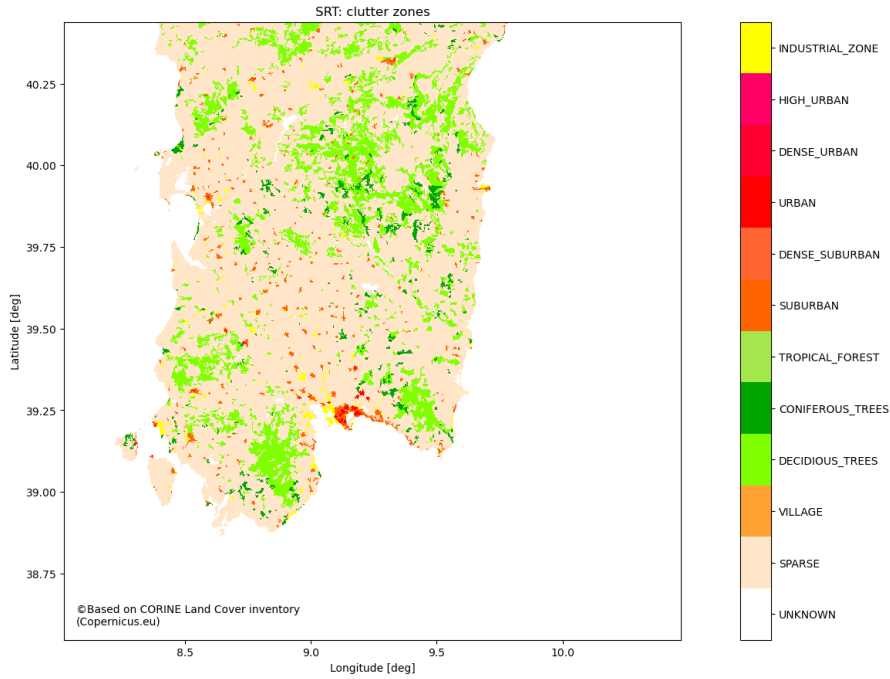 SRT: clutter zones
40.25
40.00
39.75
39.50
39.25
39.00
38.75
Latitude [deg]
8.5
9.0
9.5
10.0
Longitude [deg]
©Based on CORINE Land Cover inventory
(Copernicus.eu)
INDUSTRIAL_ZONE
HIGH_URBAN
DENSE_URBAN
URBAN
DENSE_SUBURBAN
SUBURBAN
TROPICAL_FOREST
CONIFEROUS_TREES
DECIDIOUS_TREES
VILLAGE
SPARSE
UNKNOWN